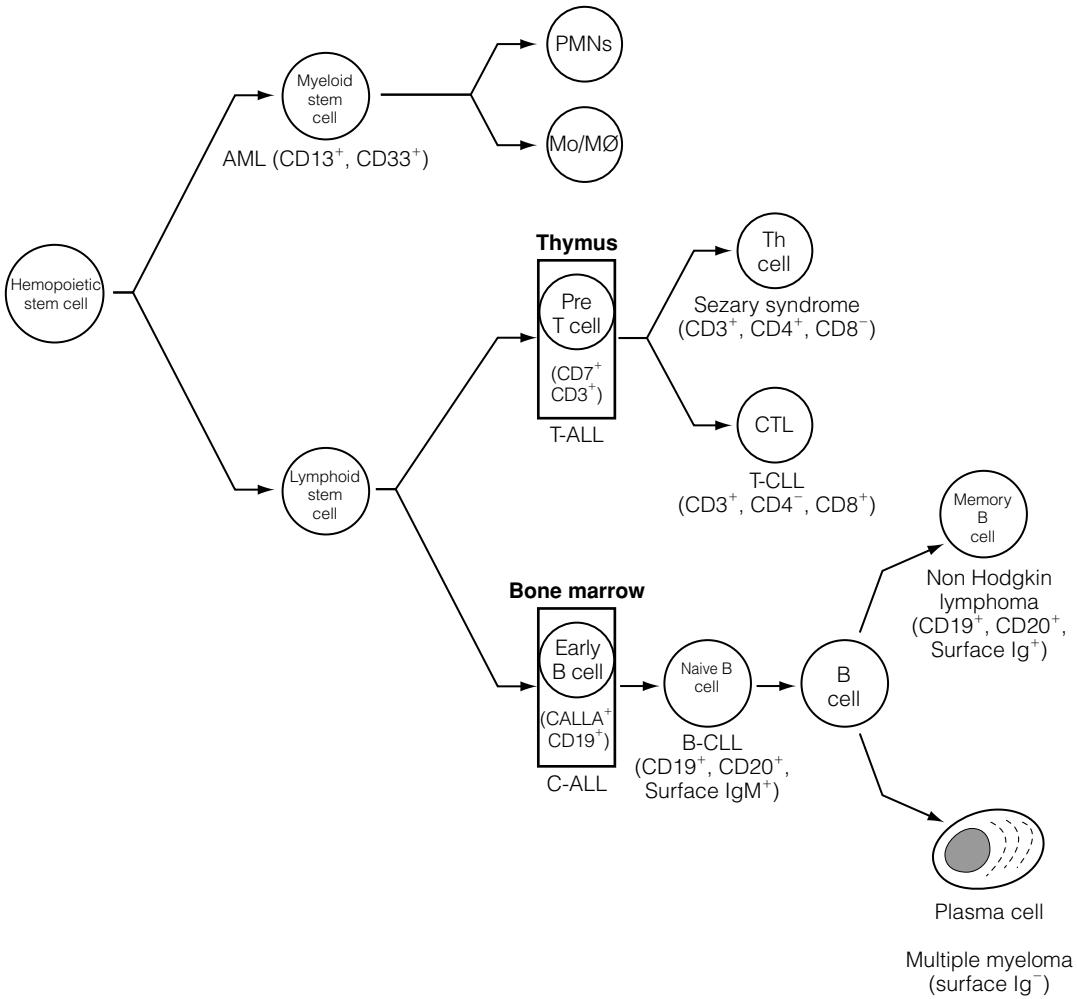 PMNs
Myeloid
stem
cell
Mo/MØ
AML (CD13⁺, CD33⁺)
Hemopoietic
stem cell
Thymus
Pre
T cell
(CD7⁺
CD3⁺)
T-ALL
Th
cell
Sezary syndrome
(CD3⁺, CD4⁺, CD8⁻)
CTL
T-CLL
(CD3⁺, CD4⁻, CD8⁺)
Lymphoid
stem
cell
Bone marrow
Early
B cell
(CALLA⁺
CD19⁺)
C-ALL
Naive B
cell
B-CLL
(CD19⁺, CD20⁺,
Surface IgM⁺)
B
cell
Memory
B
cell
Non Hodgkin
lymphoma
(CD19⁺, CD20⁺,
Surface Ig⁺)
Plasma cell
Multiple myeloma
(surface Ig⁻)